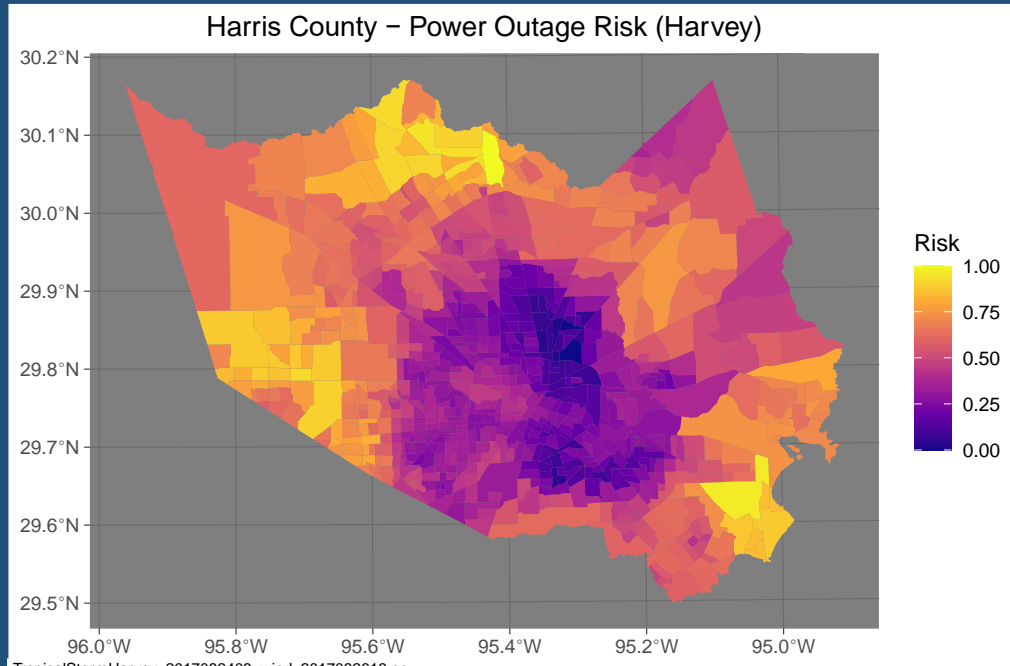 Harris County − Power Outage Risk (Harvey)
30.2°N
30.1°N
30.0°N
29.9°N
29.8°N
29.7°N
29.6°N
29.5°N
96.0°W 95.8°W 95.6°W 95.4°W 95.2°W 95.0°W
Risk
1.00
0.75
0.50
0.25
0.00